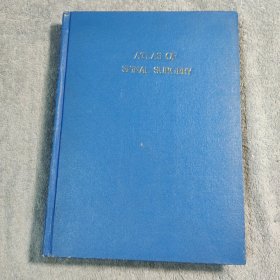 ATLAS OF
SPINAL SURGERY